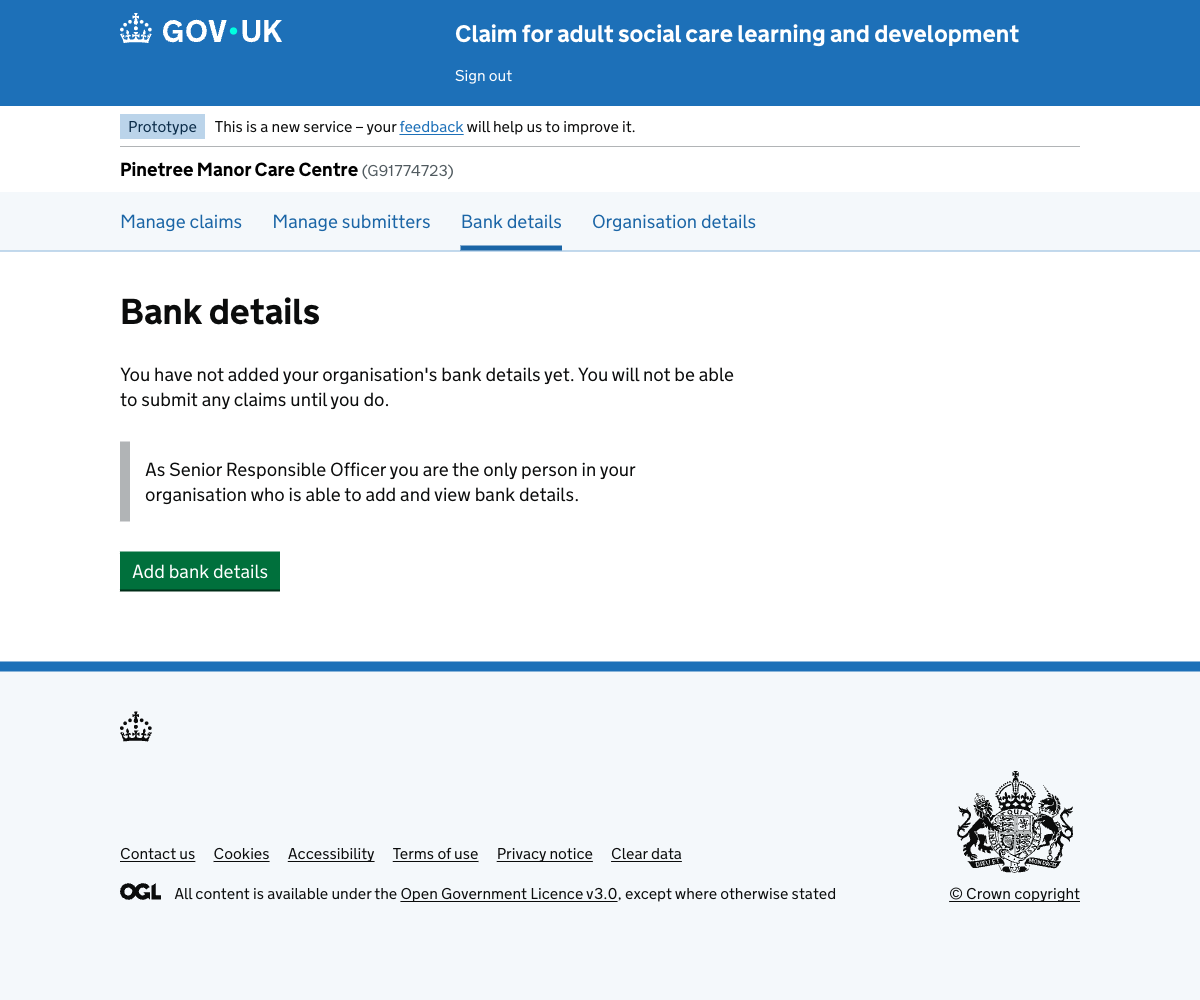 GOV·UK
Claim for adult social care learning and development
Sign out
Prototype
This is a new service – your feedback will help us to improve it.
Pinetree Manor Care Centre (G91774723)
Manage claims
Manage submitters
Bank details
Organisation details
Bank details
You have not added your organisation's bank details yet. You will not be able
to submit any claims until you do.
As Senior Responsible Officer you are the only person in your
organisation who is able to add and view bank details.
Add bank details
Contact us
Cookies
Accessibility
Terms of use
Privacy notice
Clear data
OGL
All content is available under the Open Government Licence v3.0, except where otherwise stated
© Crown copyright